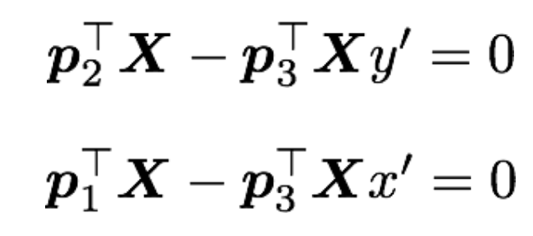 𝒑₂ᵀ𝑿 − 𝒑₃ᵀ𝑿y′ = 0
𝒑₁ᵀ𝑿 − 𝒑₃ᵀ𝑿x′ = 0